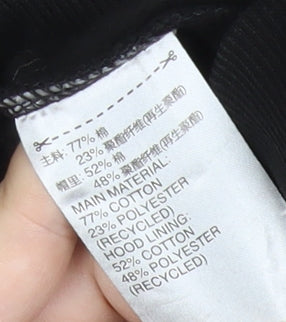 主料: 77% 棉
23% 聚酯纤维(再生聚酯)
帽里: 52% 棉
48% 聚酯纤维(再生聚酯)
MAIN MATERIAL:
77% COTTON
23% POLYESTER
(RECYCLED)
HOOD LINING:
52% COTTON
48% POLYESTER
(RECYCLED)